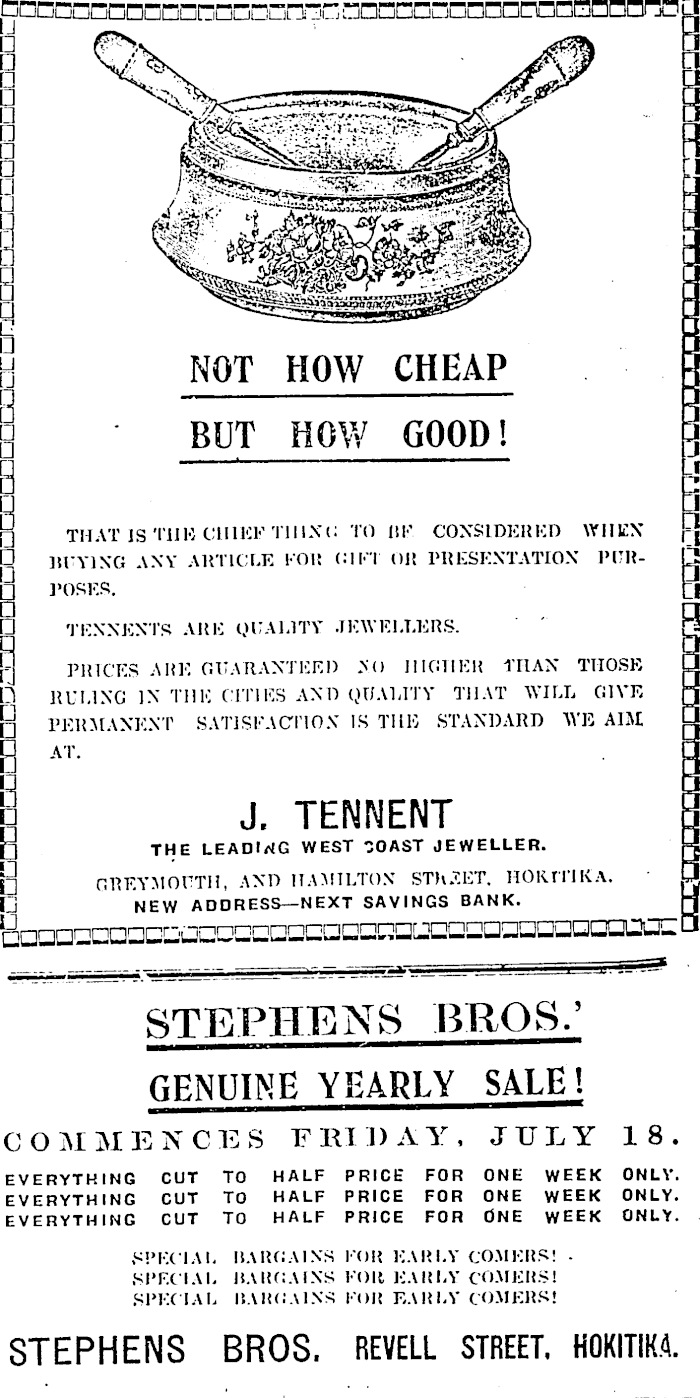 NOT HOW CHEAP
BUT HOW GOOD!
THAT IS THE CHIEF THING TO BE CONSIDERED WHEN
BUYING ANY ARTICLE FOR GIFT OR PRESENTATION PUR-
POSES.
TENNENTS ARE QUALITY JEWELLERS.
PRICES ARE GUARANTEED NO HIGHER THAN THOSE
RULING IN THE CITIES AND QUALITY THAT WILL GIVE
PERMANENT SATISFACTION IS THE STANDARD WE AIM
AT.
J. TENNENT
THE LEADING WEST COAST JEWELLER.
GREYMOUTH, AND HAMILTON STREET, HOKITIKA.
NEW ADDRESS—NEXT SAVINGS BANK.
STEPHENS BROS.'
GENUINE YEARLY SALE!
COMMENCES FRIDAY, JULY 18.
EVERYTHING CUT TO HALF PRICE FOR ONE WEEK ONLY.
EVERYTHING CUT TO HALF PRICE FOR ONE WEEK ONLY.
EVERYTHING CUT TO HALF PRICE FOR ONE WEEK ONLY.
SPECIAL BARGAINS FOR EARLY COMERS!
SPECIAL BARGAINS FOR EARLY COMERS!
SPECIAL BARGAINS FOR EARLY COMERS!
STEPHENS BROS. REVELL STREET, HOKITIKA.